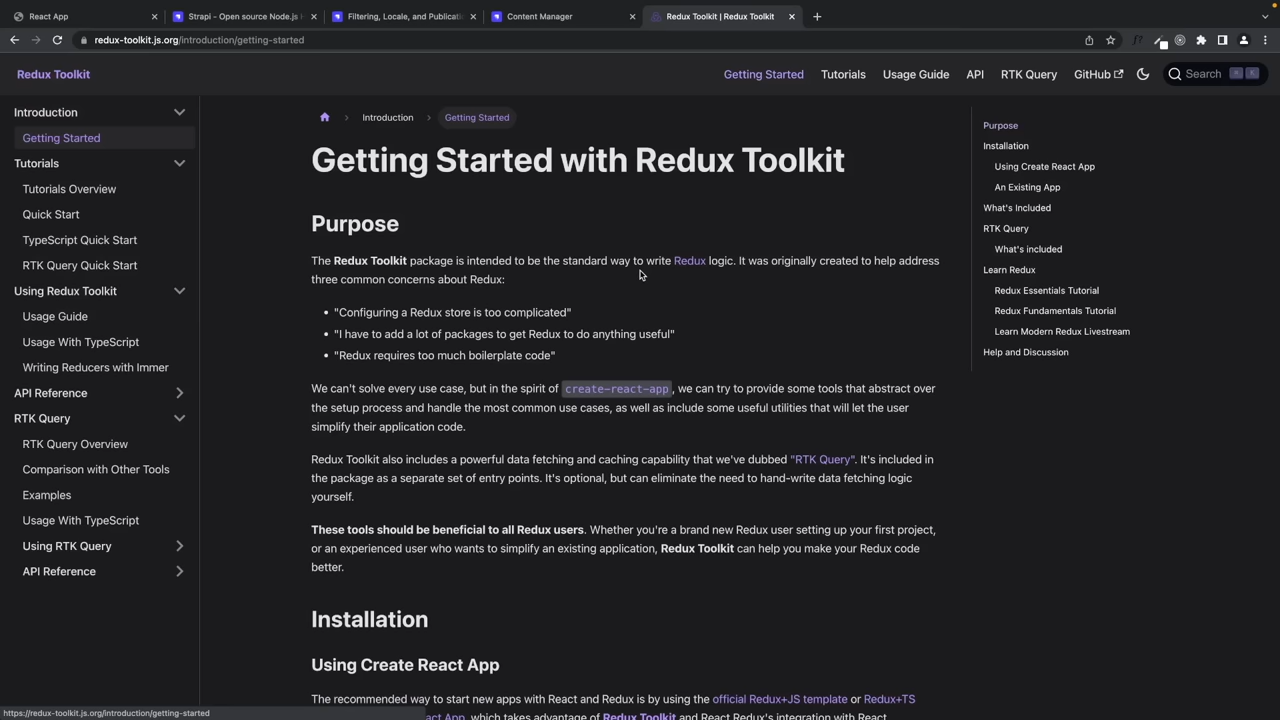 React App
Strapi - Open source Node.js H
Filtering, Locale, and Publicati
Content Manager
Redux Toolkit | Redux Toolkit
redux-toolkit.js.org/introduction/getting-started
Redux Toolkit
Getting Started
Tutorials
Usage Guide
API
RTK Query
GitHub
Search
K
Introduction
Getting Started
Tutorials
Tutorials Overview
Quick Start
TypeScript Quick Start
RTK Query Quick Start
Using Redux Toolkit
Usage Guide
Usage With TypeScript
Writing Reducers with Immer
API Reference
RTK Query
RTK Query Overview
Comparison with Other Tools
Examples
Usage With TypeScript
Using RTK Query
API Reference
Introduction
Getting Started
Getting Started with Redux Toolkit
Purpose
The Redux Toolkit package is intended to be the standard way to write Redux logic. It was originally created to help address
three common concerns about Redux:
• "Configuring a Redux store is too complicated"
• "I have to add a lot of packages to get Redux to do anything useful"
• "Redux requires too much boilerplate code"
We can't solve every use case, but in the spirit of create-react-app, we can try to provide some tools that abstract over
the setup process and handle the most common use cases, as well as include some useful utilities that will let the user
simplify their application code.
Redux Toolkit also includes a powerful data fetching and caching capability that we've dubbed "RTK Query". It's included in
the package as a separate set of entry points. It's optional, but can eliminate the need to hand-write data fetching logic
yourself.
These tools should be beneficial to all Redux users. Whether you're a brand new Redux user setting up your first project,
or an experienced user who wants to simplify an existing application, Redux Toolkit can help you make your Redux code
better.
Installation
Using Create React App
The recommended way to start new apps with React and Redux is by using the official Redux+JS template or Redux+TS
act App, which takes advantage of Redux Toolkit and React Redux's integration with React
Purpose
Installation
Using Create React App
An Existing App
What's Included
RTK Query
What's included
Learn Redux
Redux Essentials Tutorial
Redux Fundamentals Tutorial
Learn Modern Redux Livestream
Help and Discussion
https://redux-toolkit.js.org/introduction/getting-started